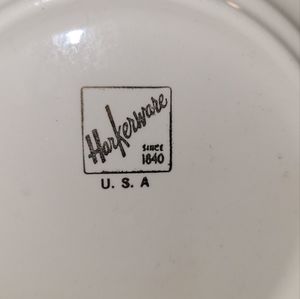 Harkerware
SINCE
1840
U. S. A